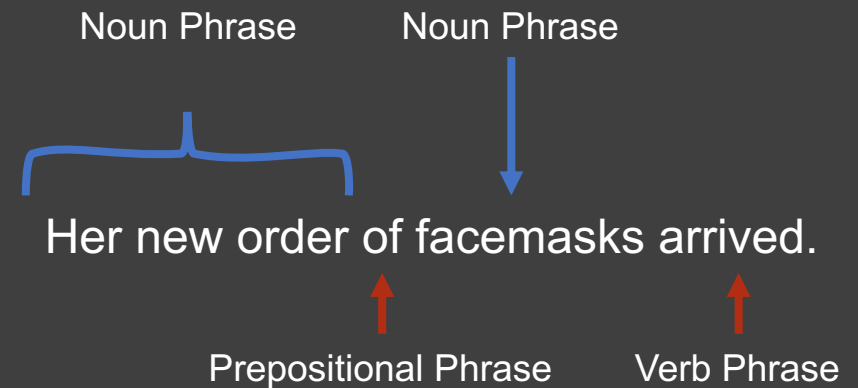 Noun Phrase Noun Phrase
Her new order of facemasks arrived.
Prepositional Phrase Verb Phrase